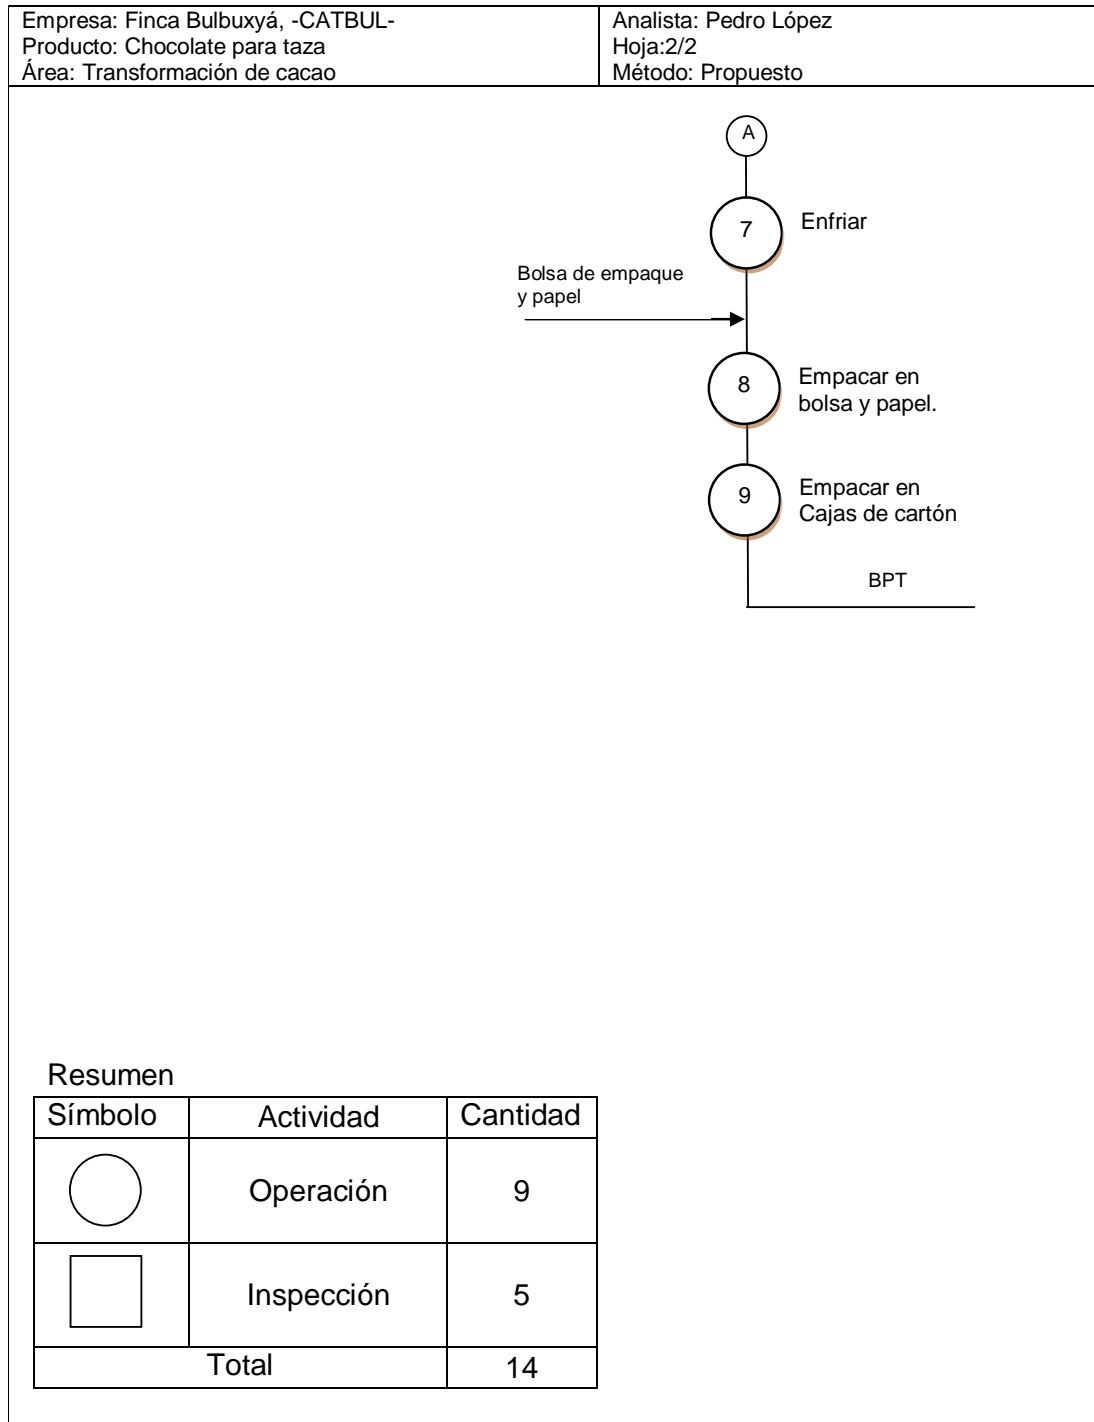 Empresa: Finca Bulbuxyá, -CATBUL-
Producto: Chocolate para taza
Área: Transformación de cacao
Analista: Pedro López
Hoja:2/2
Método: Propuesto
A
7
Enfriar
Bolsa de empaque
y papel
8
Empacar en
bolsa y papel.
9
Empacar en
Cajas de cartón
BPT
Resumen
Símbolo Actividad Cantidad
Operación 9
Inspección 5
Total 14